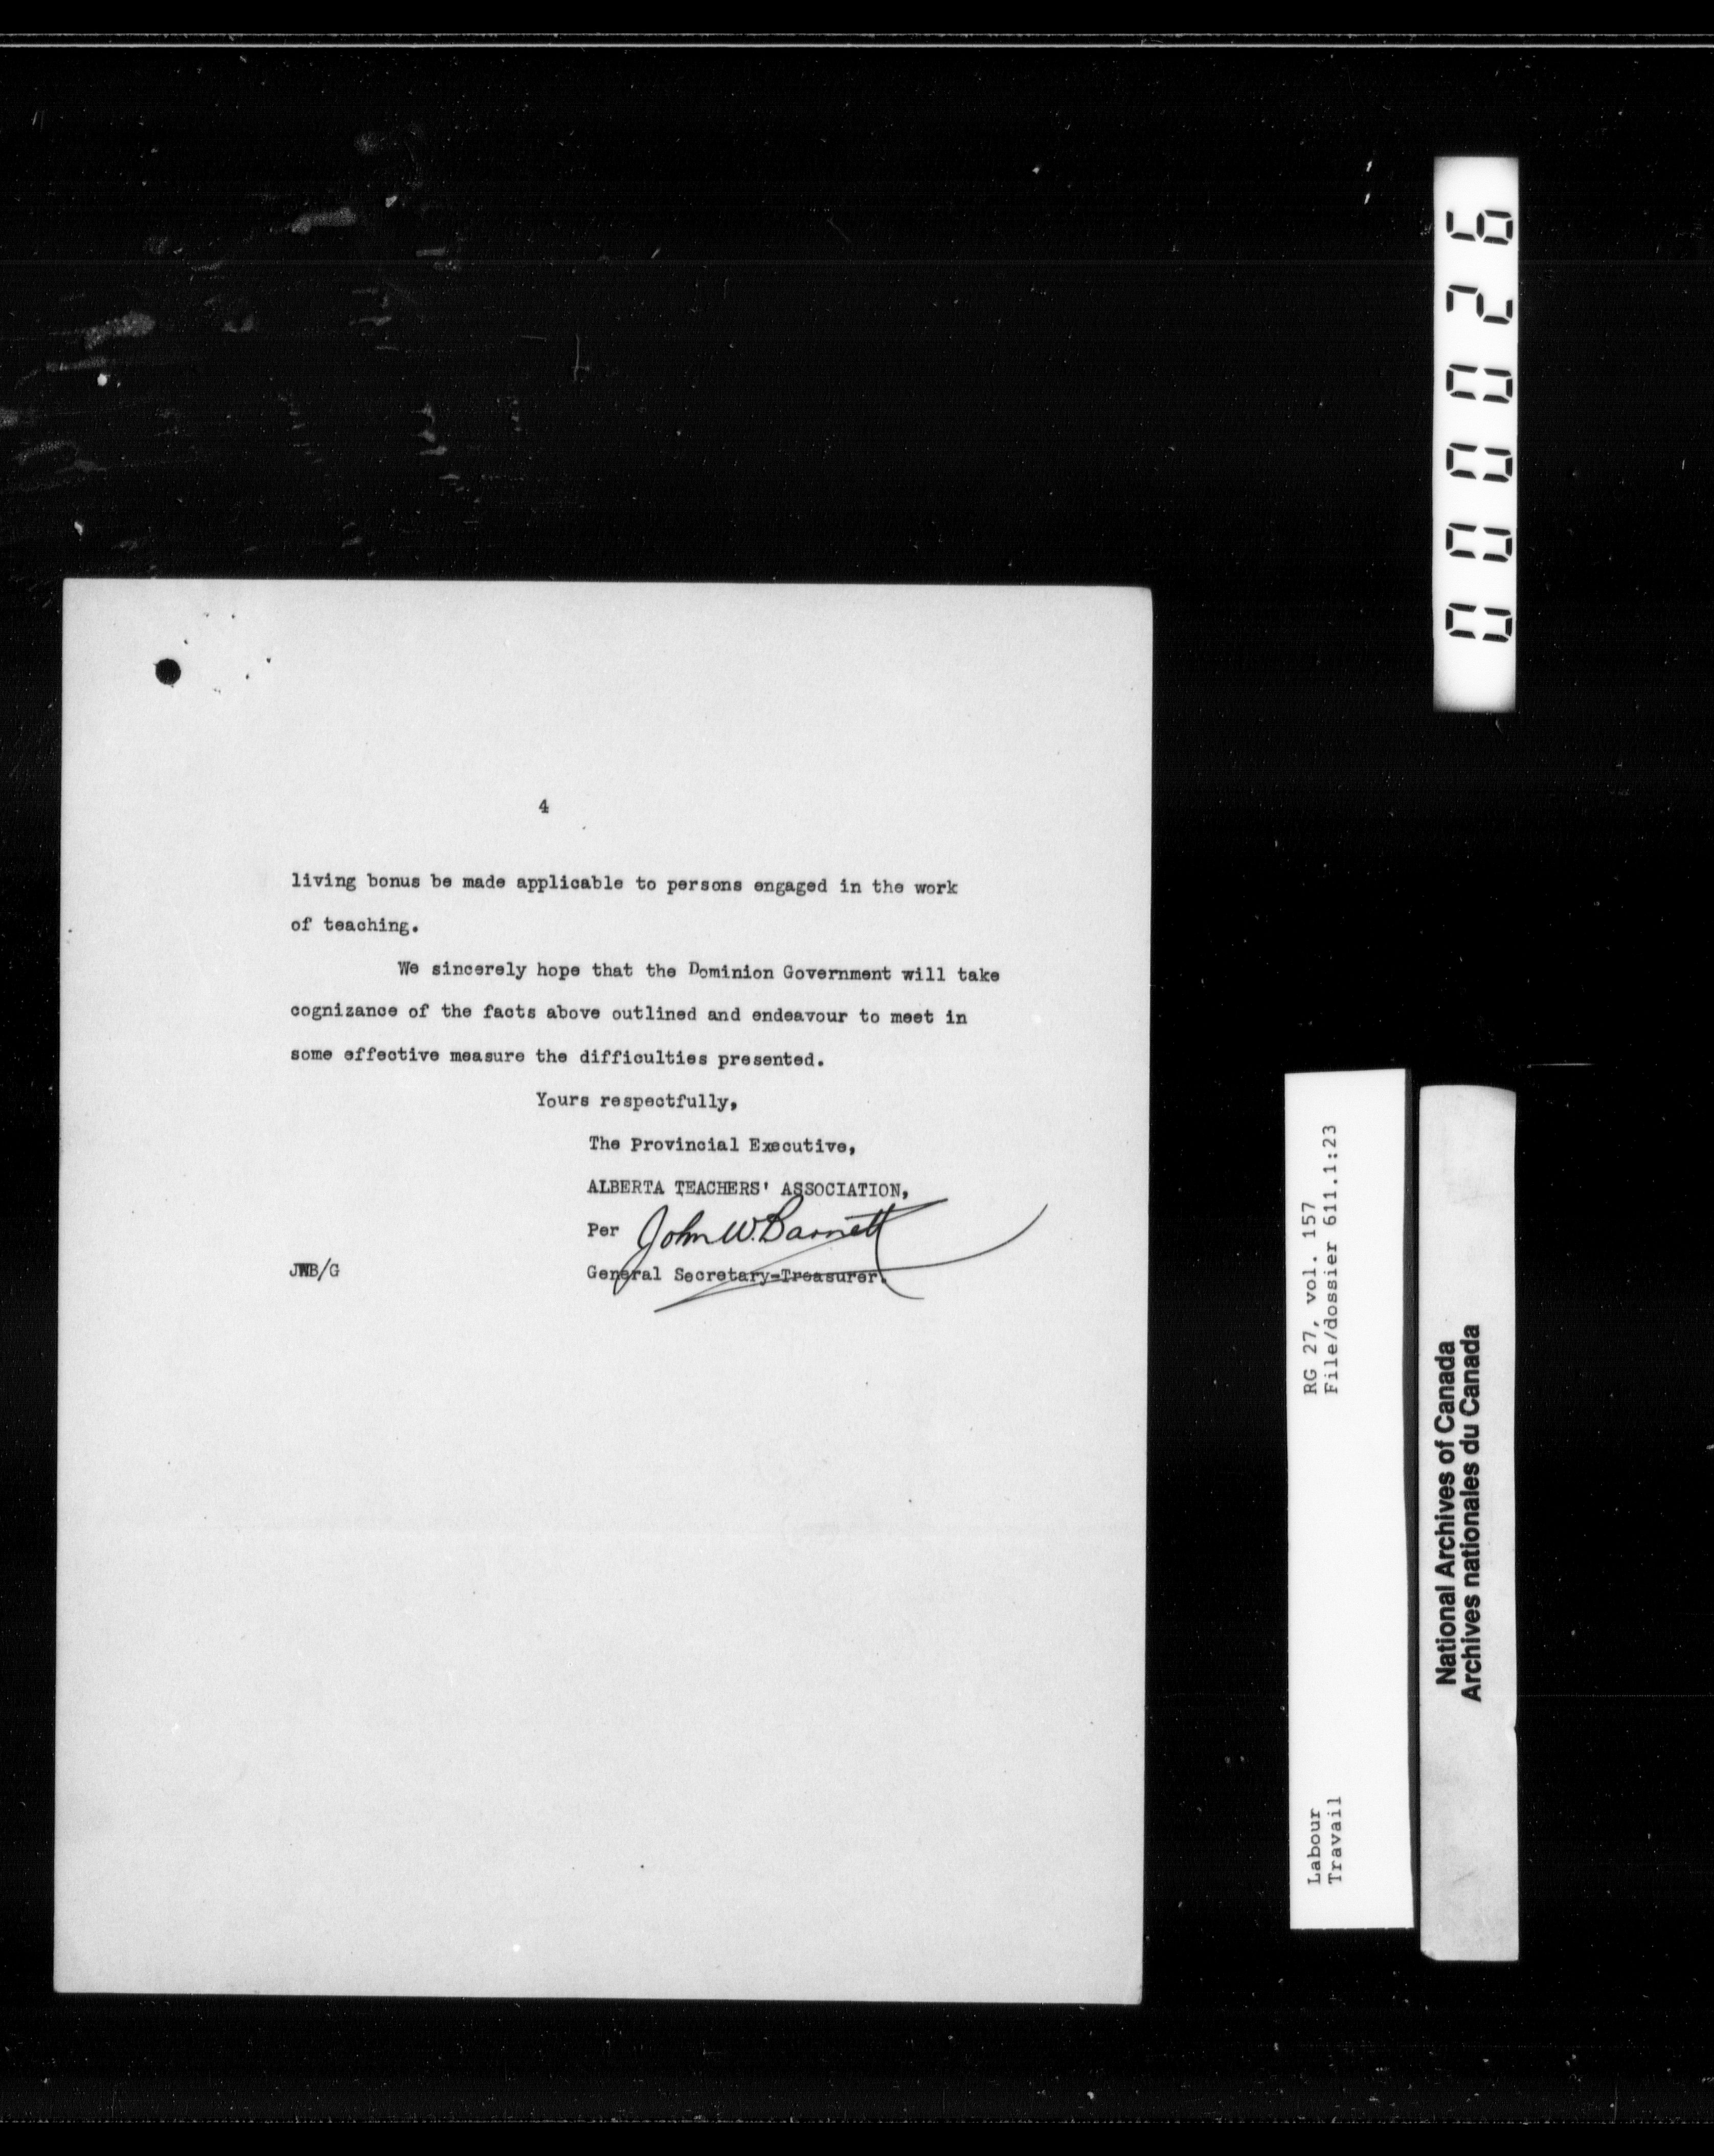 4
living bonus be made applicable to persons engaged in the work
of teaching.
We sincerely hope that the Dominion Government will take
cognizance of the facts above outlined and endeavour to meet in
some effective measure the difficulties presented.
Yours respectfully,
The Provincial Executive,
ALBERTA TEACHERS' ASSOCIATION,
Per John W. Barnett
JWB/G General Secretary-Treasurer.
000026
RG 27, vol. 157
File/dossier 611.1:23
Labour
Travail
National Archives of Canada
Archives nationales du Canada